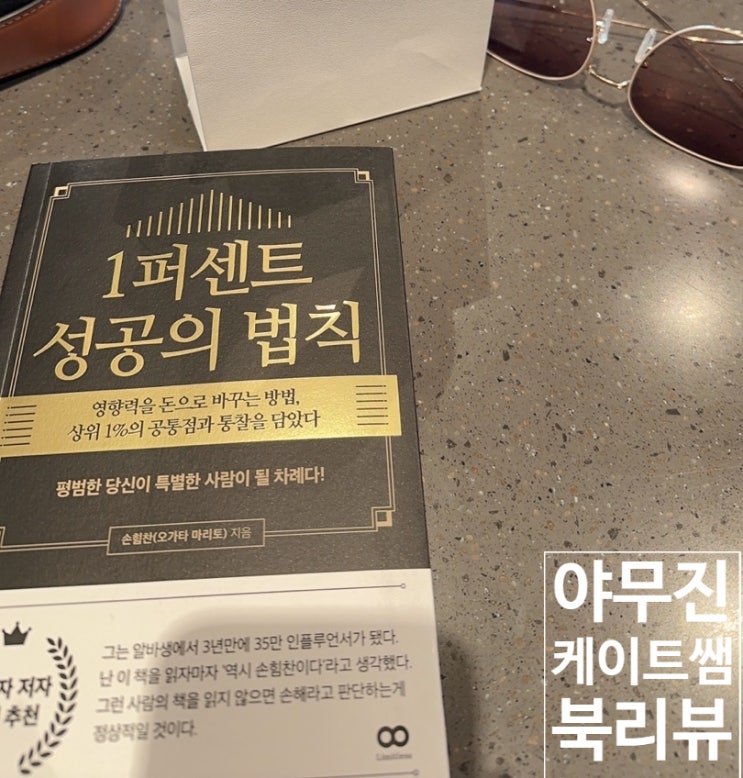 1퍼센트
성공의 법칙
영향력을 돈으로 바꾸는 방법,
상위 1%의 공통점과 통찰을 담았다
평범한 당신이 특별한 사람이 될 차례다!
손힘찬(오가타 마리토) 지음
자 저자
추천
그는 알바생에서 3년만에 35만 인플루언서가 됐다.
난 이 책을 읽자마자 '역시 손힘찬이다'라고 생각했다.
그런 사람의 책을 읽지 않으면 손해라고 판단하는게
정상적일 것이다.
Limitless
야무진
케이트쌤
북리뷰